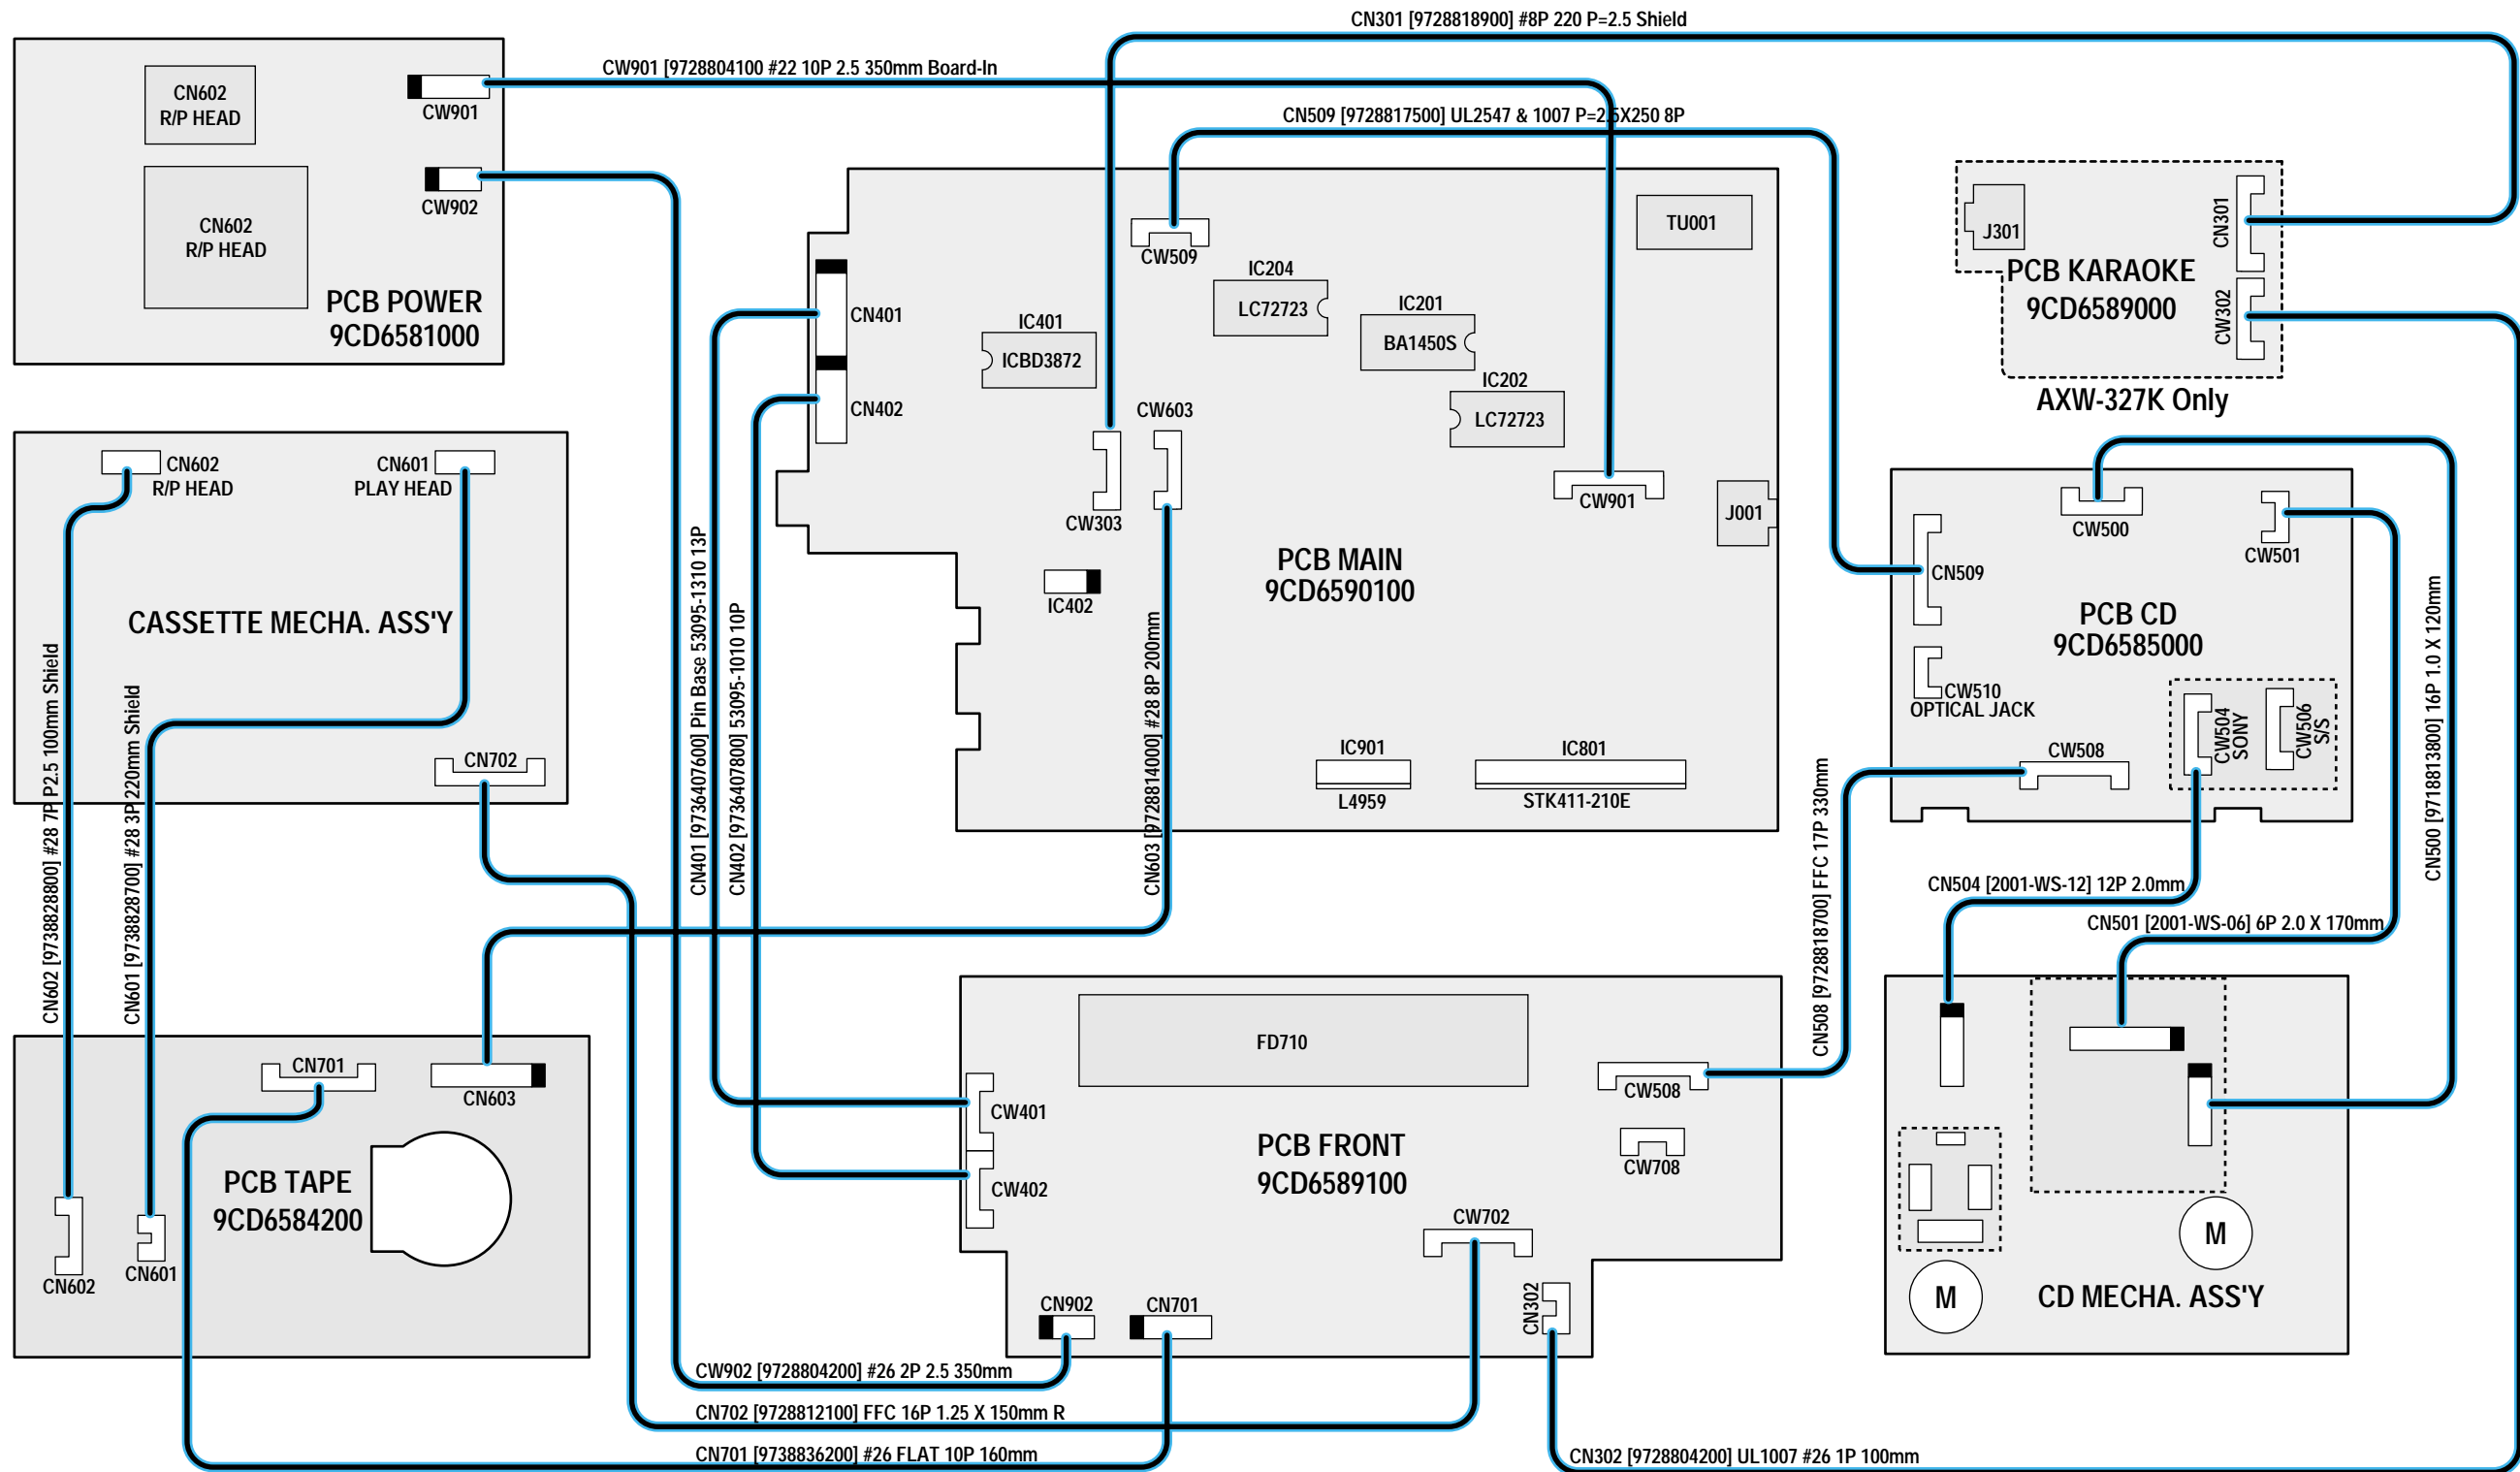 CN301 [9728818900] #8P 220 P=2.5 Shield
CW901 [9728804100 #22 10P 2.5 350mm Board-In
CN509 [9728817500] UL2547 & 1007 P=2.5X250 8P
CN602
R/P HEAD
CW901
CN602
R/P HEAD
CW902
PCB POWER
9CD6581000
CN602
R/P HEAD
CN601
PLAY HEAD
CASSETTE MECHA. ASS'Y
CN702
CN602 [9738828800] #28 7P P2.5 100mm Shield
CN601 [9738828700] #28 3P 220mm Shield
CN701
CN603
PCB TAPE
9CD6584200
CN602
CN601
CN401 [9736407600] Pin Base 53095-1310 13P
CN402 [9736407800] 53095-1010 10P
CN603 [9728814000] #28 8P 200mm
CW509
TU001
IC204
LC72723
CN401
IC401
ICBD3872
IC201
BA1450S
CN402
CW603
IC202
LC72723
CW303
CW901
J001
IC402
PCB MAIN
9CD6590100
IC901
L4959
IC801
STK411-210E
J301
CN301
PCB KARAOKE
9CD6589000
CW302
AXW-327K Only
CW500
CW501
CN509
PCB CD
9CD6585000
CW510
OPTICAL JACK
CW504
SONY
CW506
S/S
CW508
CN508 [9728818700] FFC 17P 330mm
CN500 [9718813800] 16P 1.0 X 120mm
CN504 [2001-WS-12] 12P 2.0mm
CN501 [2001-WS-06] 6P 2.0 X 170mm
FD710
CW401
CW508
PCB FRONT
9CD6589100
CW708
CW402
CW702
CN902
CN701
CN302
M
M
CD MECHA. ASS'Y
CW902 [9728804200] #26 2P 2.5 350mm
CN702 [9728812100] FFC 16P 1.25 X 150mm R
CN701 [9738836200] #26 FLAT 10P 160mm
CN302 [9728804200] UL1007 #26 1P 100mm